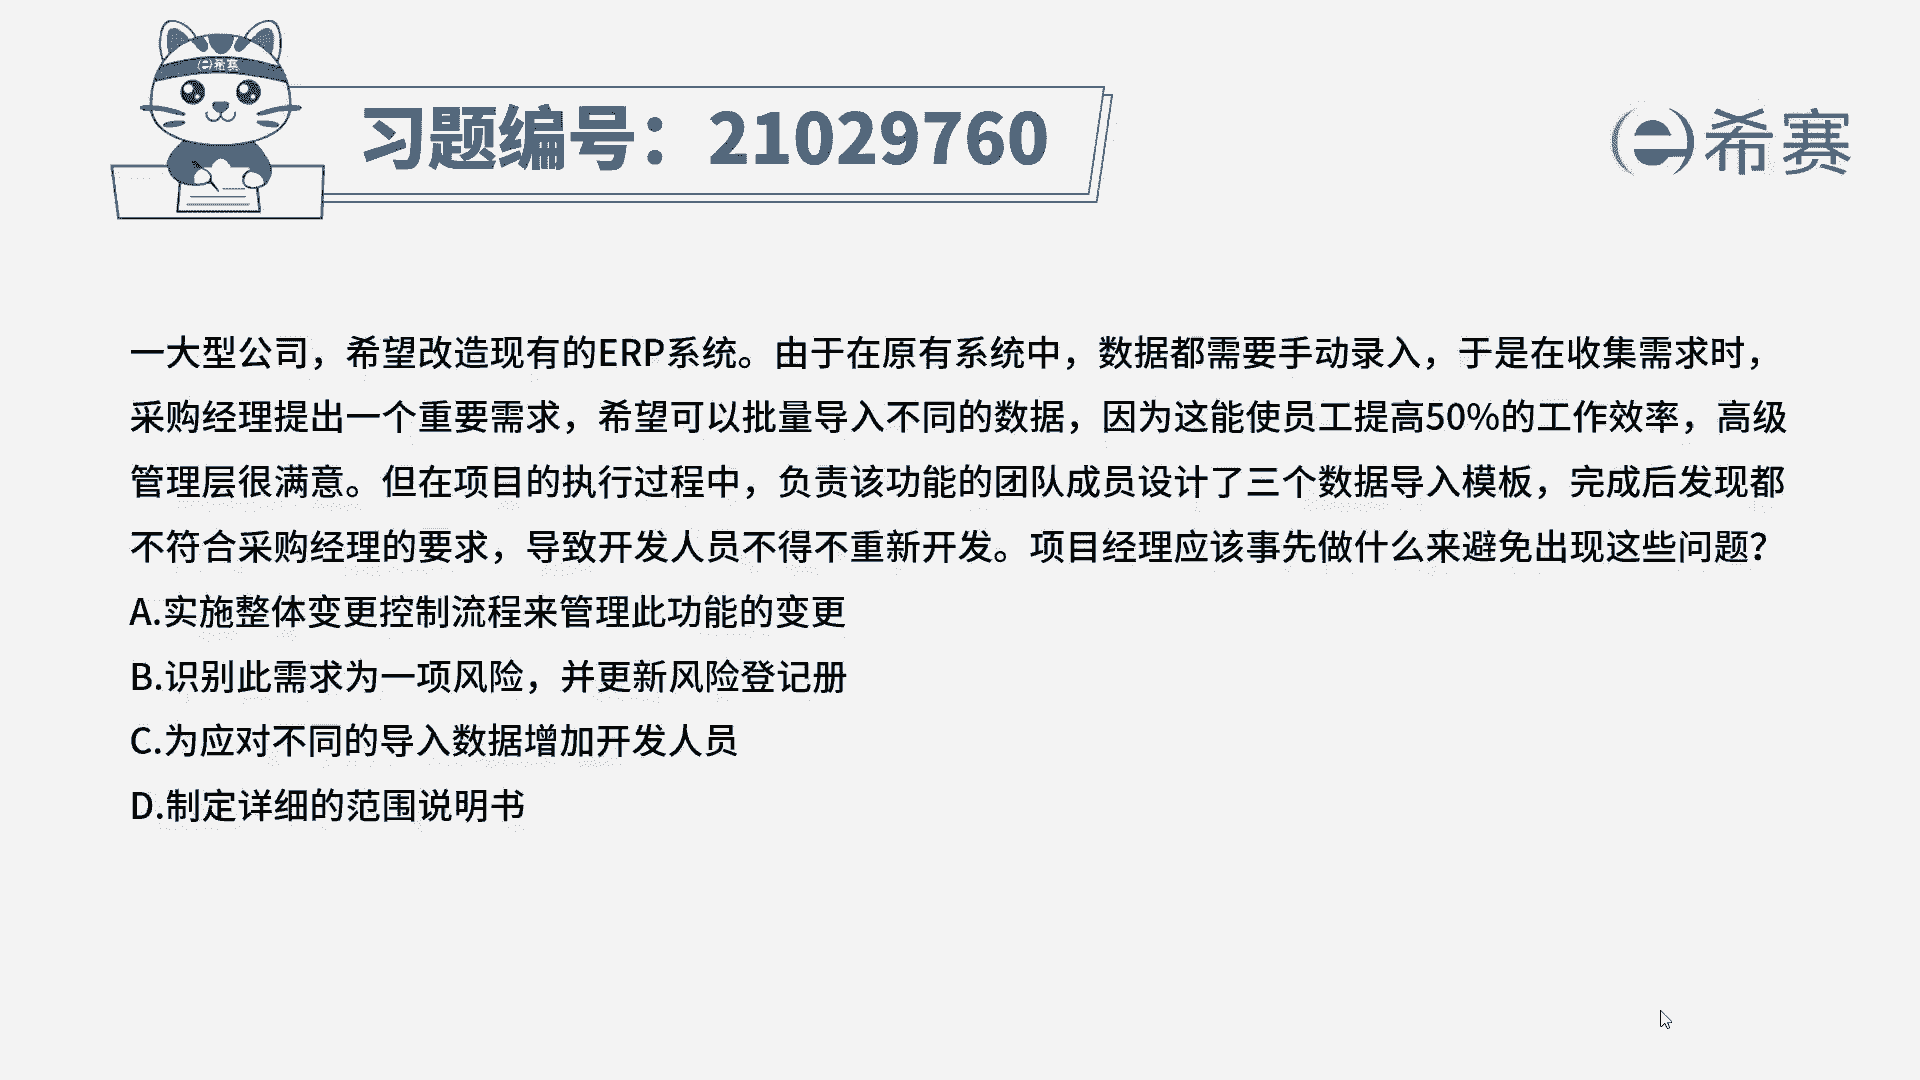 希赛
习题编号：21029760
希赛
一大型公司，希望改造现有的ERP系统。由于在原有系统中，数据都需要手动录入，于是在收集需求时，
采购经理提出一个重要需求，希望可以批量导入不同的数据，因为这能使员工提高50%的工作效率，高级
管理层很满意。但在项目的执行过程中，负责该功能的团队成员设计了三个数据导入模板，完成后发现都
不符合采购经理的要求，导致开发人员不得不重新开发。项目经理应该事先做什么来避免出现这些问题？
A.实施整体变更控制流程来管理此功能的变更
B.识别此需求为一项风险，并更新风险登记册
C.为应对不同的导入数据增加开发人员
D.制定详细的范围说明书